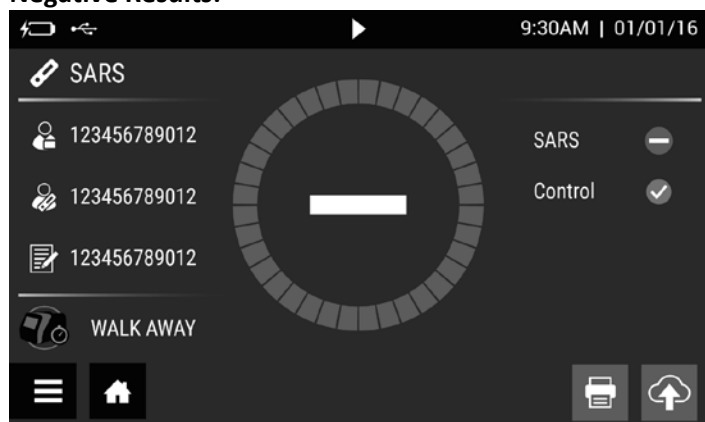 Negative Results:
9:30AM | 01/01/16
SARS
123456789012
SARS
123456789012
Control
123456789012
WALK AWAY